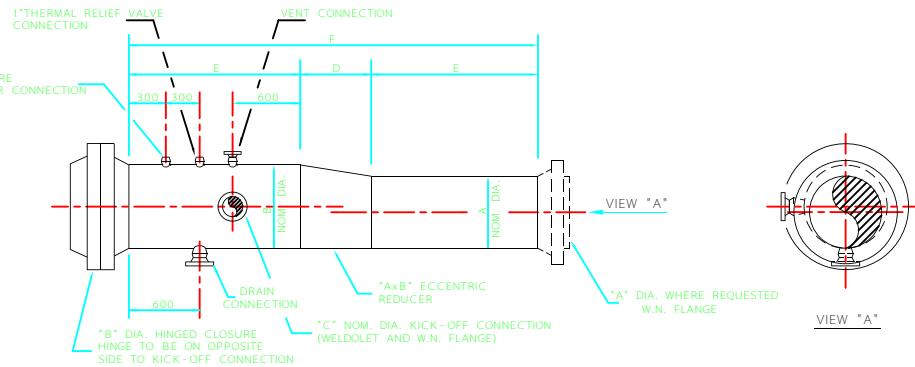 1"THERMAL RELIEF VALVE
CONNECTION
VENT CONNECTION
F
E
D
E
CONNECTION
300
300
600
B
NOM. DIA.
A
NOM. DIA.
VIEW "A"
600
DRAIN
CONNECTION
"AxB" ECCENTRIC
REDUCER
"A" DIA. WHERE REQUESTED
W.N. FLANGE
"C" NOM. DIA. KICK-OFF CONNECTION
(WELDOLET AND W.N. FLANGE)
"B" DIA. HINGED CLOSURE
HINGE TO BE ON OPPOSITE
SIDE TO KICK-OFF CONNECTION
VIEW "A"